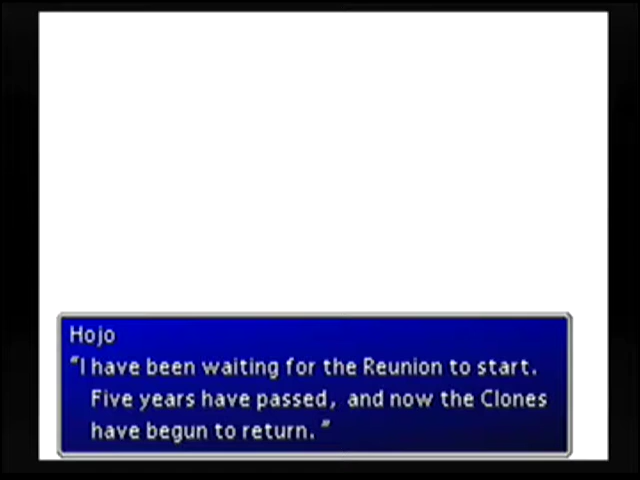 Hojo
"I have been waiting for the Reunion to start.
Five years have passed, and now the Clones
have begun to return."